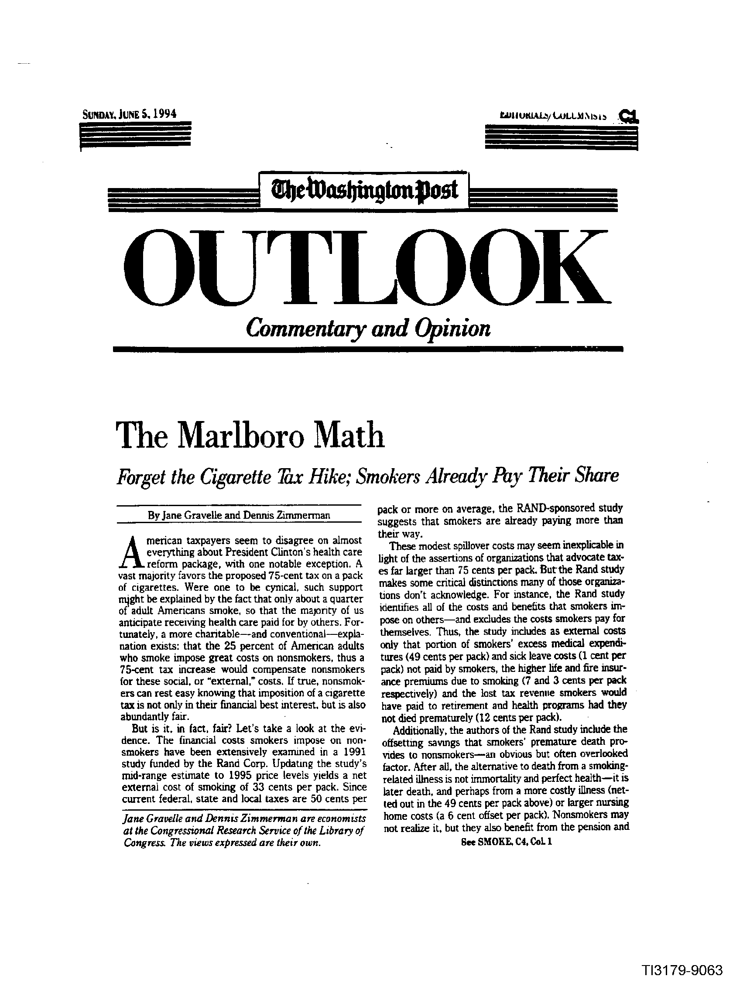 SUNDAY, JUNE 5, 1994
EDITORIALS/COLUMNISTS C1
The Washington Post
OUTLOOK
Commentary and Opinion
The Marlboro Math
Forget the Cigarette Tax Hike; Smokers Already Pay Their Share
By Jane Gravelle and Dennis Zimmerman
American taxpayers seem to disagree on almost
everything about President Clinton's health care
reform package, with one notable exception. A
vast majority favors the proposed 75-cent tax on a pack
of cigarettes. Were one to be cynical, such support
might be explained by the fact that only about a quarter
of adult Americans smoke, so that the majority of us
anticipate receiving health care paid for by others. For-
tunately, a more charitable—and conventional—expla-
nation exists: that the 25 percent of American adults
who smoke impose great costs on nonsmokers, thus a
75-cent tax increase would compensate nonsmokers
for these social, or "external," costs. If true, nonsmok-
ers can rest easy knowing that imposition of a cigarette
tax is not only in their financial best interest, but is also
abundantly fair.
But is it, in fact, fair? Let's take a look at the evi-
dence. The financial costs smokers impose on non-
smokers have been extensively examined in a 1991
study funded by the Rand Corp. Updating the study's
mid-range estimate to 1995 price levels yields a net
external cost of smoking of 33 cents per pack. Since
current federal, state and local taxes are 50 cents per
Jane Gravelle and Dennis Zimmerman are economists
at the Congressional Research Service of the Library of
Congress. The views expressed are their own.
pack or more on average, the RAND-sponsored study
suggests that smokers are already paying more than
their way.
These modest spillover costs may seem inexplicable in
light of the assertions of organizations that advocate tax-
es far larger than 75 cents per pack. But the Rand study
makes some critical distinctions many of those organiza-
tions don't acknowledge. For instance, the Rand study
identifies all of the costs and benefits that smokers im-
pose on others—and excludes the costs smokers pay for
themselves. Thus, the study includes as external costs
only that portion of smokers' excess medical expendi-
tures (49 cents per pack) and sick leave costs (1 cent per
pack) not paid by smokers, the higher life and fire insur-
ance premiums due to smoking (7 and 3 cents per pack
respectively) and the lost tax revenue smokers would
have paid to retirement and health programs had they
not died prematurely (12 cents per pack).
Additionally, the authors of the Rand study include the
offsetting savings that smokers' premature death pro-
vides to nonsmokers—an obvious but often overlooked
factor. After all, the alternative to death from a smoking-
related illness is not immortality and perfect health—it is
later death, and perhaps from a more costly illness (net-
ted out in the 49 cents per pack above) or larger nursing
home costs (a 6 cent offset per pack). Nonsmokers may
not realize it, but they also benefit from the pension and
See SMOKE, C4, Col. 1
TI3179-9063